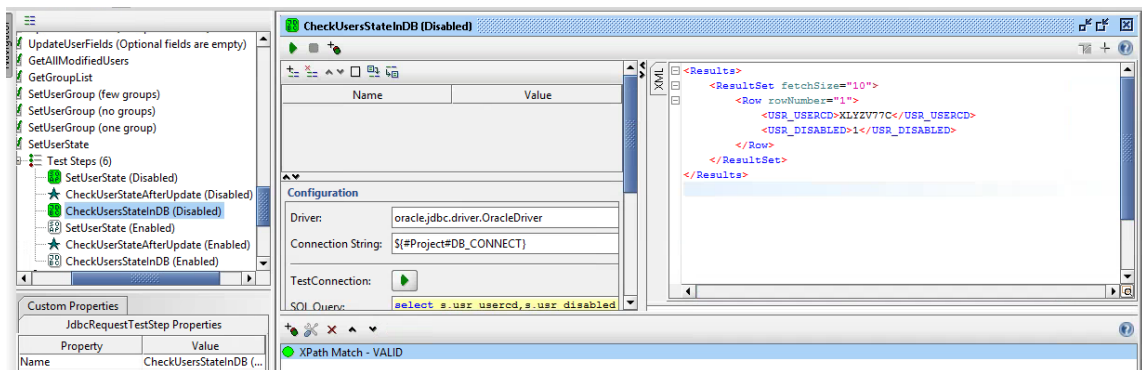 Navigator
UpdateUserFields (Optional fields are empty)
GetAllModifiedUsers
GetGroupList
SetUserGroup (few groups)
SetUserGroup (no groups)
SetUserGroup (one group)
SetUserState
Test Steps (6)
SetUserState (Disabled)
CheckUserStateAfterUpdate (Disabled)
CheckUsersStateInDB (Disabled)
SetUserState (Enabled)
CheckUserStateAfterUpdate (Enabled)
CheckUsersStateInDB (Enabled)
Custom Properties
JdbcRequestTestStep Properties
Property Value
Name CheckUsersStateInDB (...
CheckUsersStateInDB (Disabled)
Name Value
Configuration
Driver: oracle.jdbc.driver.OracleDriver
Connection String: ${#Project#DB_CONNECT}
TestConnection:
SQL Query: select s.usr_usercd,s.usr_disabled
XML
<Results>
<ResultSet fetchSize="10">
<Row rowNumber="1">
<USR_USERCD>XLYZV77C</USR_USERCD>
<USR_DISABLED>1</USR_DISABLED>
</Row>
</ResultSet>
</Results>
XPath Match - VALID